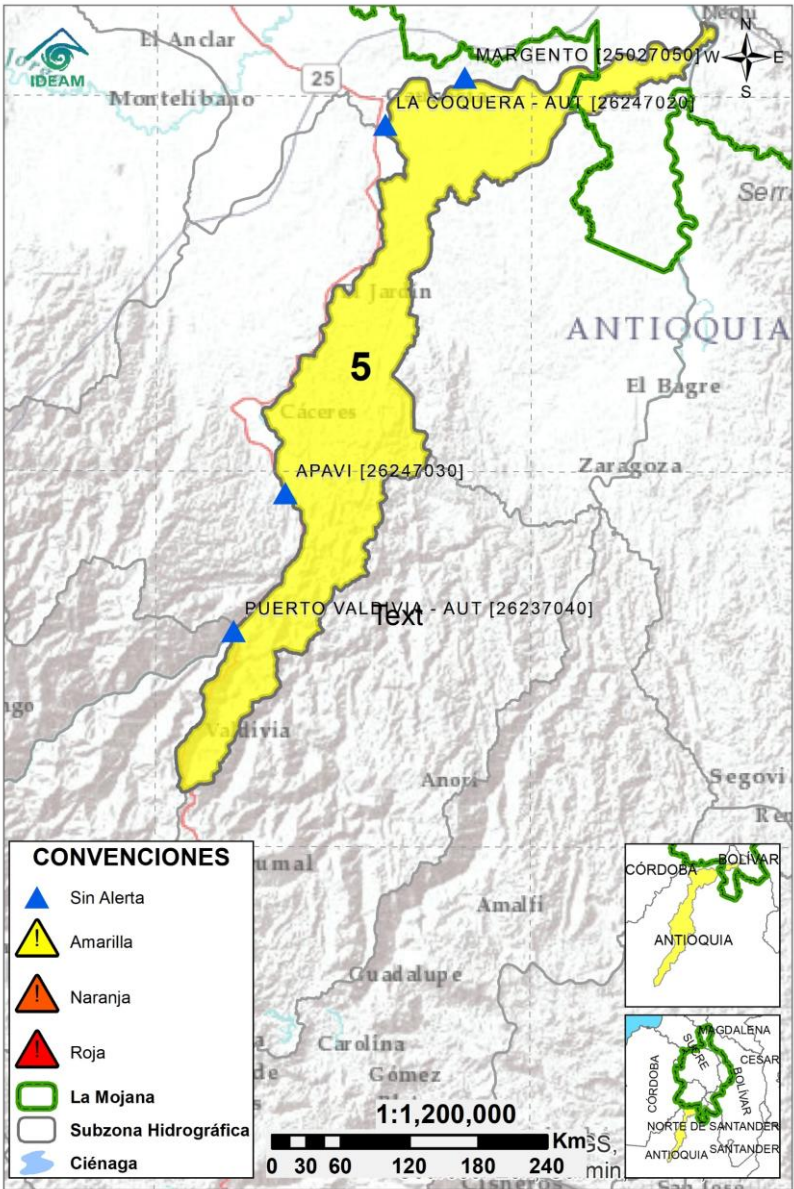 El Anclar
Nechí
N
W
E
S
IDEAM
25
MARGENTO [25027050]
Montelíbano
LA COQUERA - AUT [26247020]
El Jardín
ANTIOQUIA
5
El Bagre
Cáceres
Zaragoza
APAVI [26247030]
PUERTO VALDIVIA - AUT [26237040]
Text
Valdivia
Anorí
CONVENCIONES
Sin Alerta
Amarilla
Naranja
Roja
La Mojana
Subzona Hidrográfica
Ciénaga
Amalfi
Guadalupe
Carolina
Gómez
1:1,200,000
Km
0 30 60 120 180 240
CÓRDOBA
BOLÍVAR
ANTIOQUIA
MAGDALENA
SUCRE
CESAR
CÓRDOBA
BOLÍVAR
NORTE DE SANTANDER
ANTIOQUIA
SANTANDER